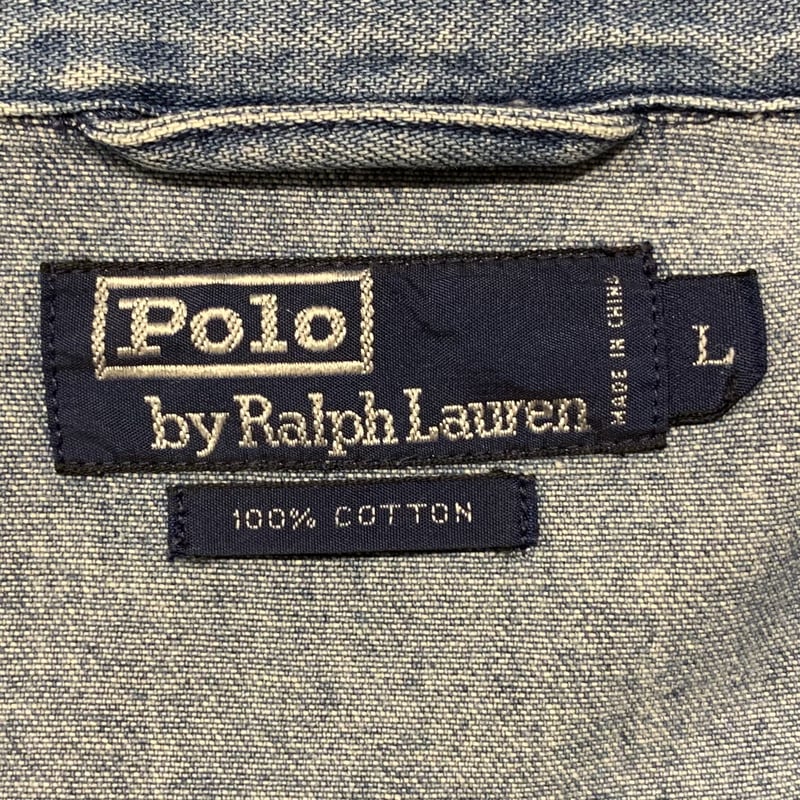 Polo
by Ralph Lauren
MADE IN CHINA
L
100% COTTON